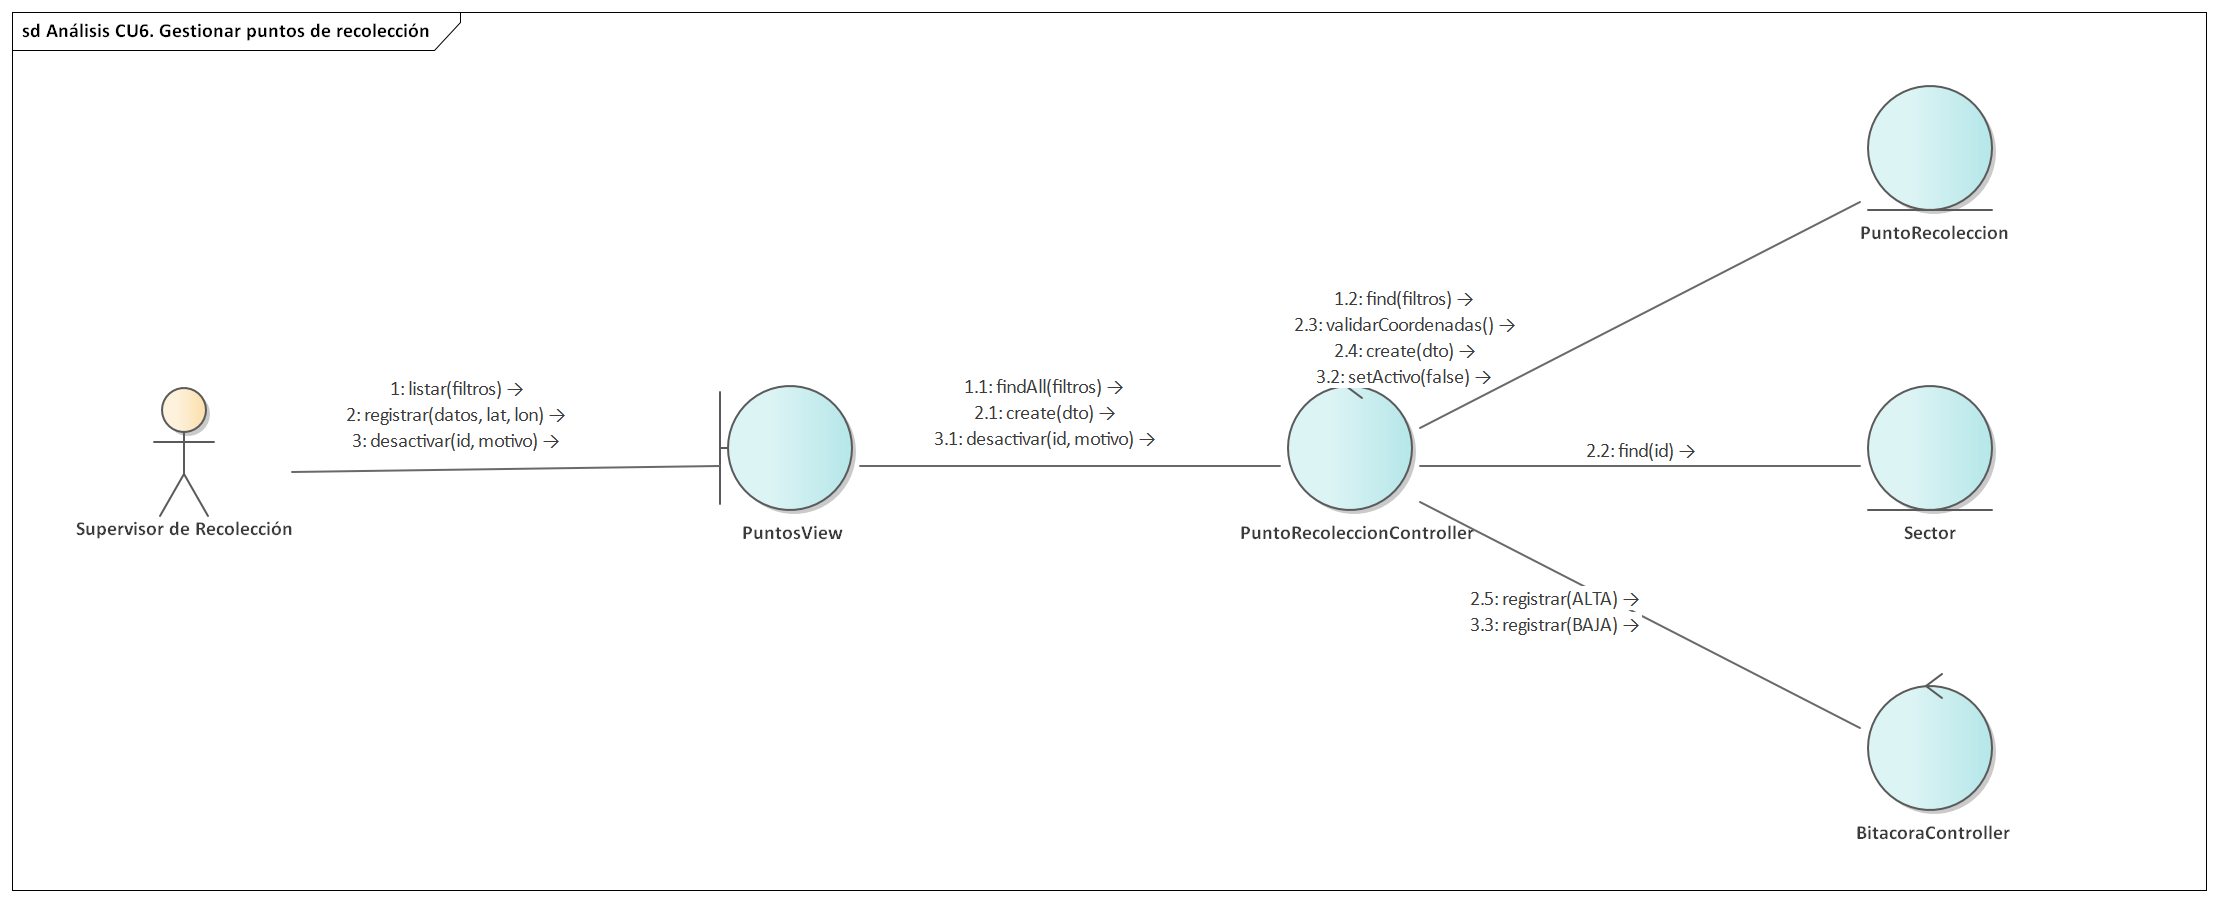 sd Análisis CU6. Gestionar puntos de recolección
PuntoRecoleccion
1.2: find(filtros) →
2.3: validarCoordenadas() →
2.4: create(dto) →
3.2: setActivo(false) →
1: listar(filtros) →
2: registrar(datos, lat, lon) →
3: desactivar(id, motivo) →
1.1: findAll(filtros) →
2.1: create(dto) →
3.1: desactivar(id, motivo) →
2.2: find(id) →
Supervisor de Recolección
PuntosView
PuntoRecoleccionController
Sector
2.5: registrar(ALTA) →
3.3: registrar(BAJA) →
BitacoraController